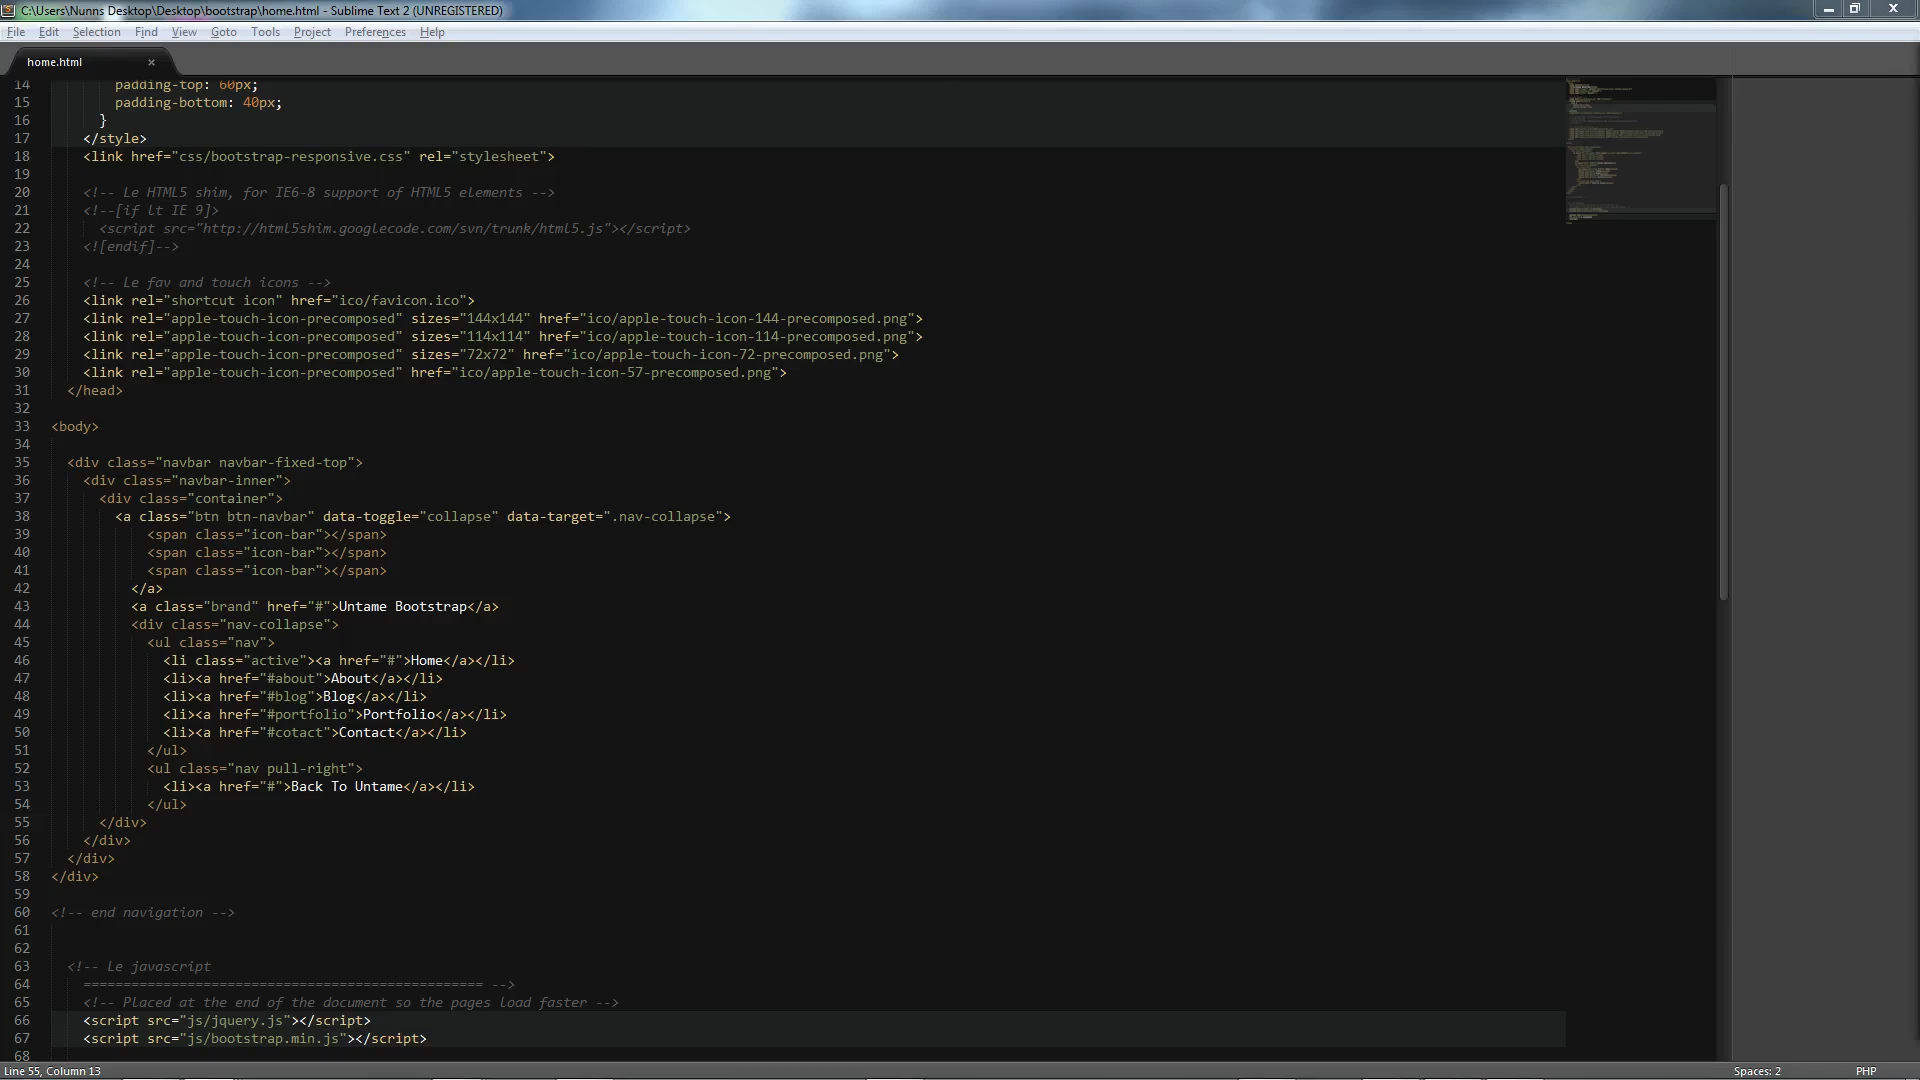 C:\Users\Nunns Desktop\Desktop\bootstrap\home.html - Sublime Text 2 (UNREGISTERED)
File Edit Selection Find View Goto Tools Project Preferences Help
home.html ×
14 padding-top: 60px;
15 padding-bottom: 40px;
16 }
17 </style>
18 <link href="css/bootstrap-responsive.css" rel="stylesheet">
19
20 <!-- Le HTML5 shim, for IE6-8 support of HTML5 elements -->
21 <!--[if lt IE 9]>
22 <script src="http://html5shim.googlecode.com/svn/trunk/html5.js"></script>
23 <![endif]-->
24
25 <!-- Le fav and touch icons -->
26 <link rel="shortcut icon" href="ico/favicon.ico">
27 <link rel="apple-touch-icon-precomposed" sizes="144x144" href="ico/apple-touch-icon-144-precomposed.png">
28 <link rel="apple-touch-icon-precomposed" sizes="114x114" href="ico/apple-touch-icon-114-precomposed.png">
29 <link rel="apple-touch-icon-precomposed" sizes="72x72" href="ico/apple-touch-icon-72-precomposed.png">
30 <link rel="apple-touch-icon-precomposed" href="ico/apple-touch-icon-57-precomposed.png">
31 </head>
32
33 <body>
34
35 <div class="navbar navbar-fixed-top">
36 <div class="navbar-inner">
37 <div class="container">
38 <a class="btn btn-navbar" data-toggle="collapse" data-target=".nav-collapse">
39 <span class="icon-bar"></span>
40 <span class="icon-bar"></span>
41 <span class="icon-bar"></span>
42 </a>
43 <a class="brand" href="#">Untame Bootstrap</a>
44 <div class="nav-collapse">
45 <ul class="nav">
46 <li class="active"><a href="#">Home</a></li>
47 <li><a href="#about">About</a></li>
48 <li><a href="#blog">Blog</a></li>
49 <li><a href="#portfolio">Portfolio</a></li>
50 <li><a href="#cotact">Contact</a></li>
51 </ul>
52 <ul class="nav pull-right">
53 <li><a href="#">Back To Untame</a></li>
54 </ul>
55 </div>
56 </div>
57 </div>
58 </div>
59
60 <!-- end navigation -->
61
62
63 <!-- Le javascript
64 ================================================== -->
65 <!-- Placed at the end of the document so the pages load faster -->
66 <script src="js/jquery.js"></script>
67 <script src="js/bootstrap.min.js"></script>
68
Line 55, Column 13 Spaces: 2 PHP